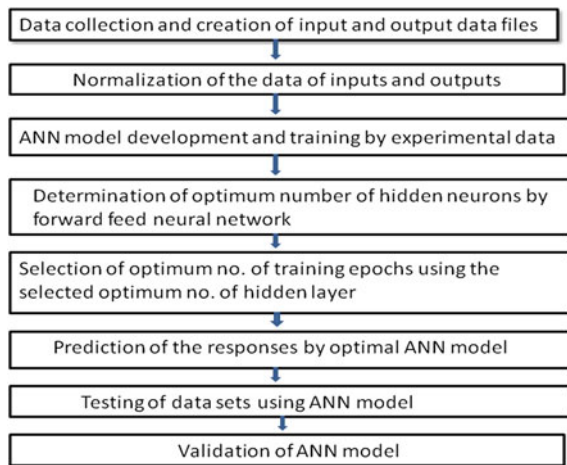 Data collection and creation of input and output data files
Normalization of the data of inputs and outputs
ANN model development and training by experimental data
Determination of optimum number of hidden neurons by
forward feed neural network
Selection of optimum no. of training epochs using the
selected optimum no. of hidden layer
Prediction of the responses by optimal ANN model
Testing of data sets using ANN model
Validation of ANN model